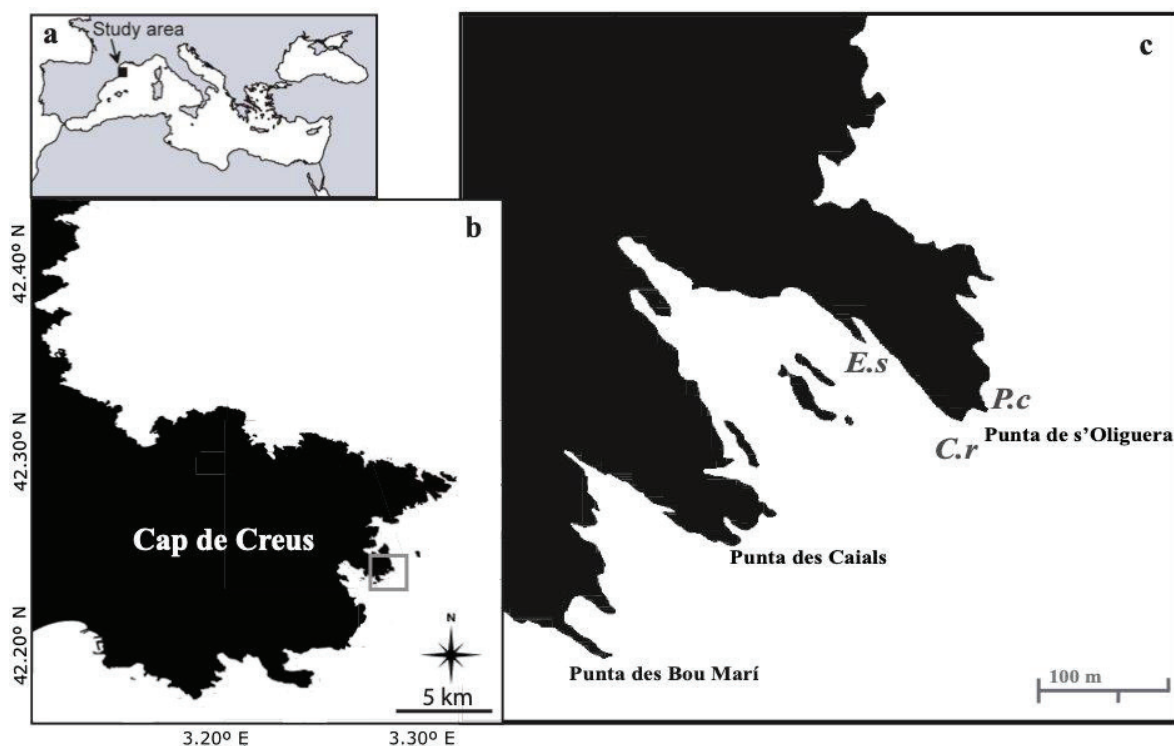 a
Study area
b
42.40º N
42.30º N
42.20º N
Cap de Creus
N
5 km
3.20º E
3.30º E
c
E.s
P.c
C.r
Punta de s’Oliguera
Punta des Caials
Punta des Bou Marí
100 m